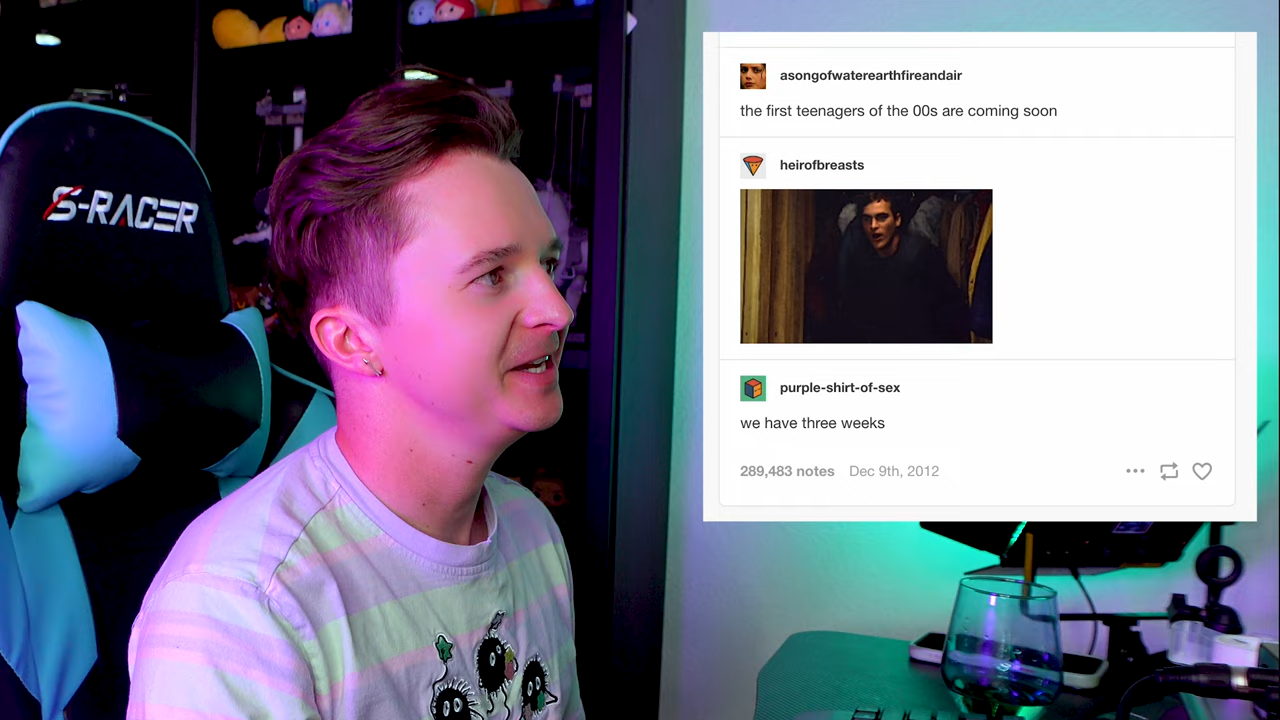 S-RACER
asongofwaterearthfireandair
the first teenagers of the 00s are coming soon
heirofbreasts
purple-shirt-of-sex
we have three weeks
289,483 notes Dec 9th, 2012